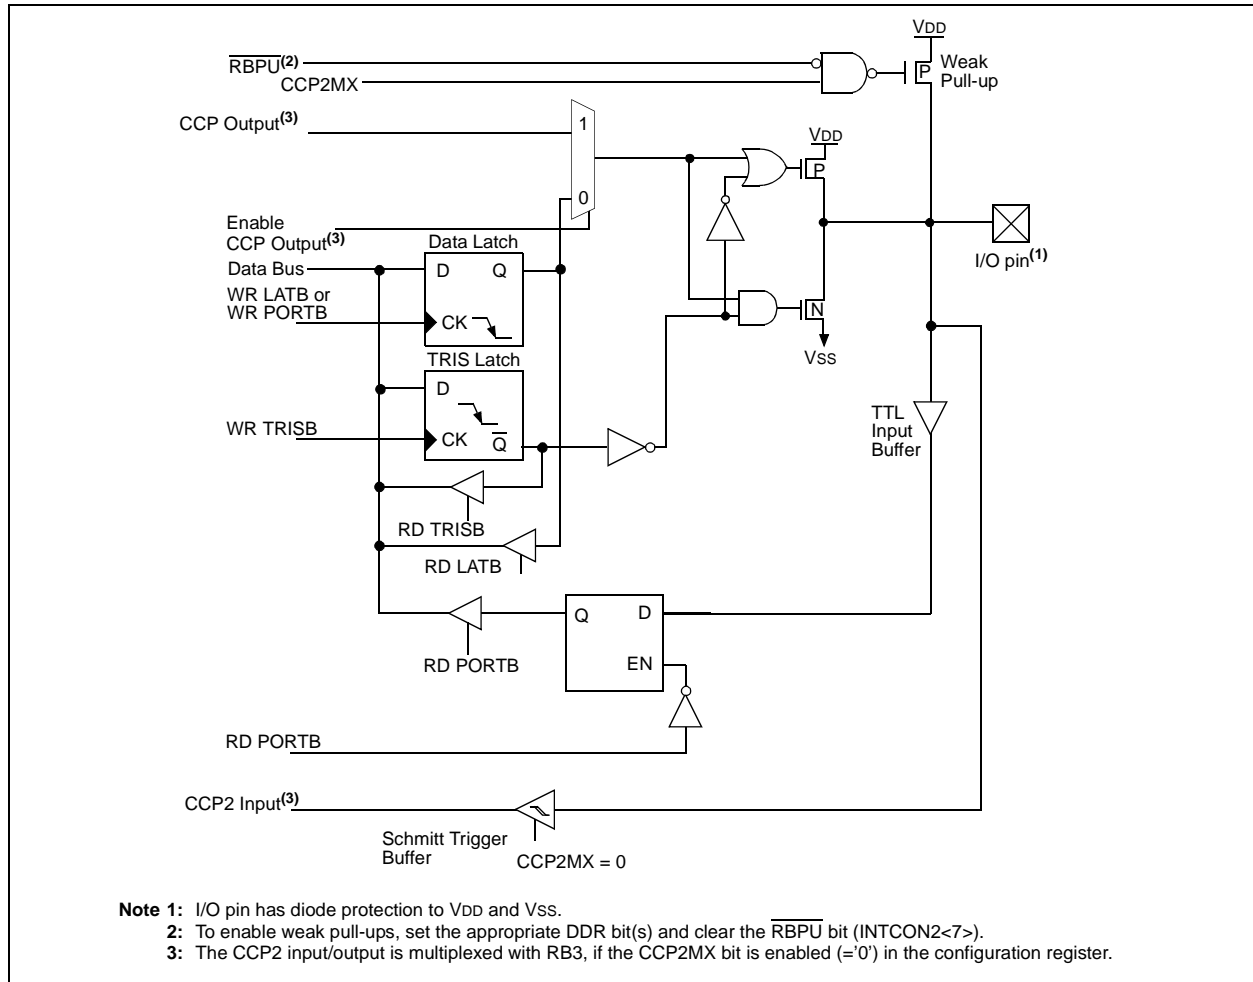 VDD
RBPU(2)
CCP2MX
P
Weak
Pull-up
CCP Output(3)
1
VDD
P
0
Enable
CCP Output(3)
I/O pin(1)
Data Latch
Data Bus
D Q
WR LATB or
WR PORTB
CK
N
VSS
TRIS Latch
D
WR TRISB
CK Q
TTL
Input
Buffer
RD TRISB
RD LATB
Q D
RD PORTB
EN
RD PORTB
CCP2 Input(3)
Schmitt Trigger
Buffer
CCP2MX = 0
Note 1: I/O pin has diode protection to VDD and VSS.
2: To enable weak pull-ups, set the appropriate DDR bit(s) and clear the RBPU bit (INTCON2<7>).
3: The CCP2 input/output is multiplexed with RB3, if the CCP2MX bit is enabled (='0') in the configuration register.